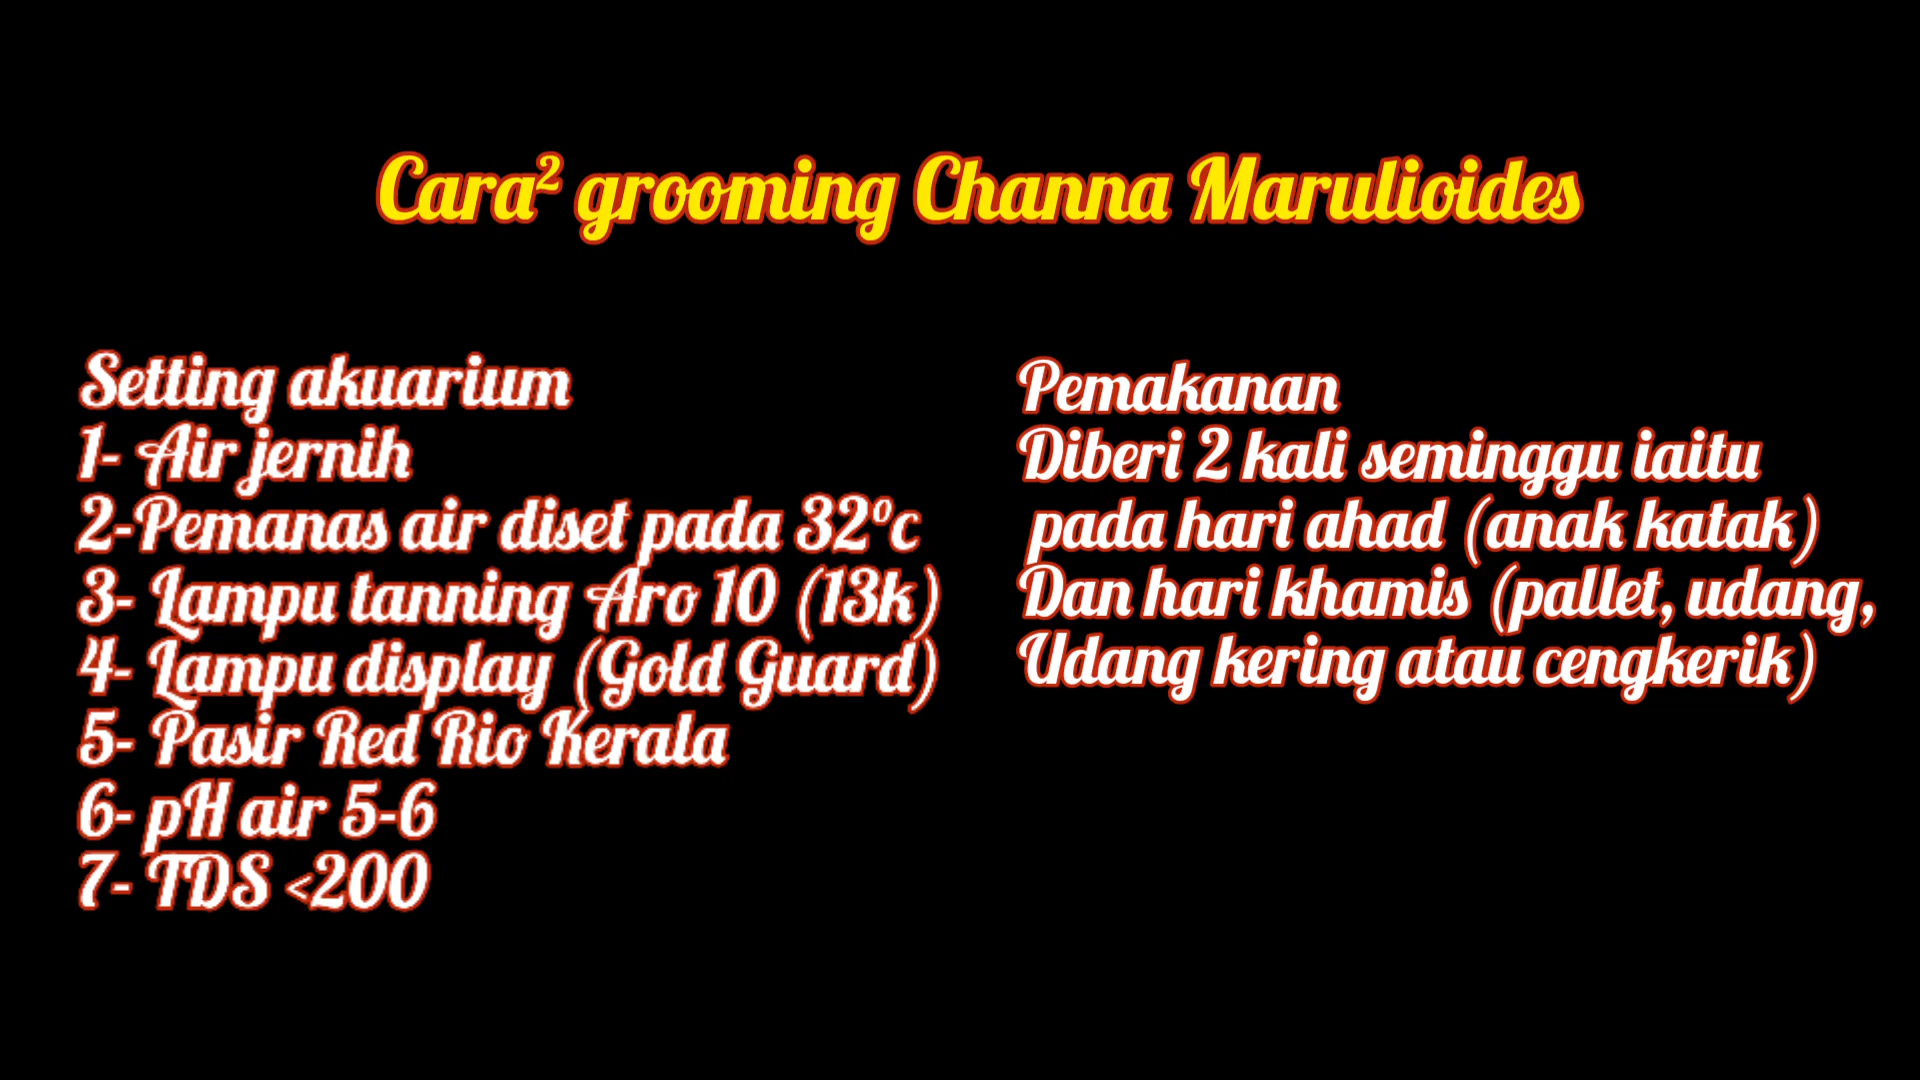 Cara² grooming Channa Marulioides
Setting akuarium
1- Air jernih
2-Pemanas air diset pada 32ºc
3- Lampu tanning Aro 10 (13k)
4- Lampu display (Gold Guard)
5- Pasir Red Rio Kerala
6- pH air 5-6
7- TDS <200
Pemakanan
Diberi 2 kali seminggu iaitu
pada hari ahad (anak katak)
Dan hari khamis (pallet, udang,
Udang kering atau cengkerik)